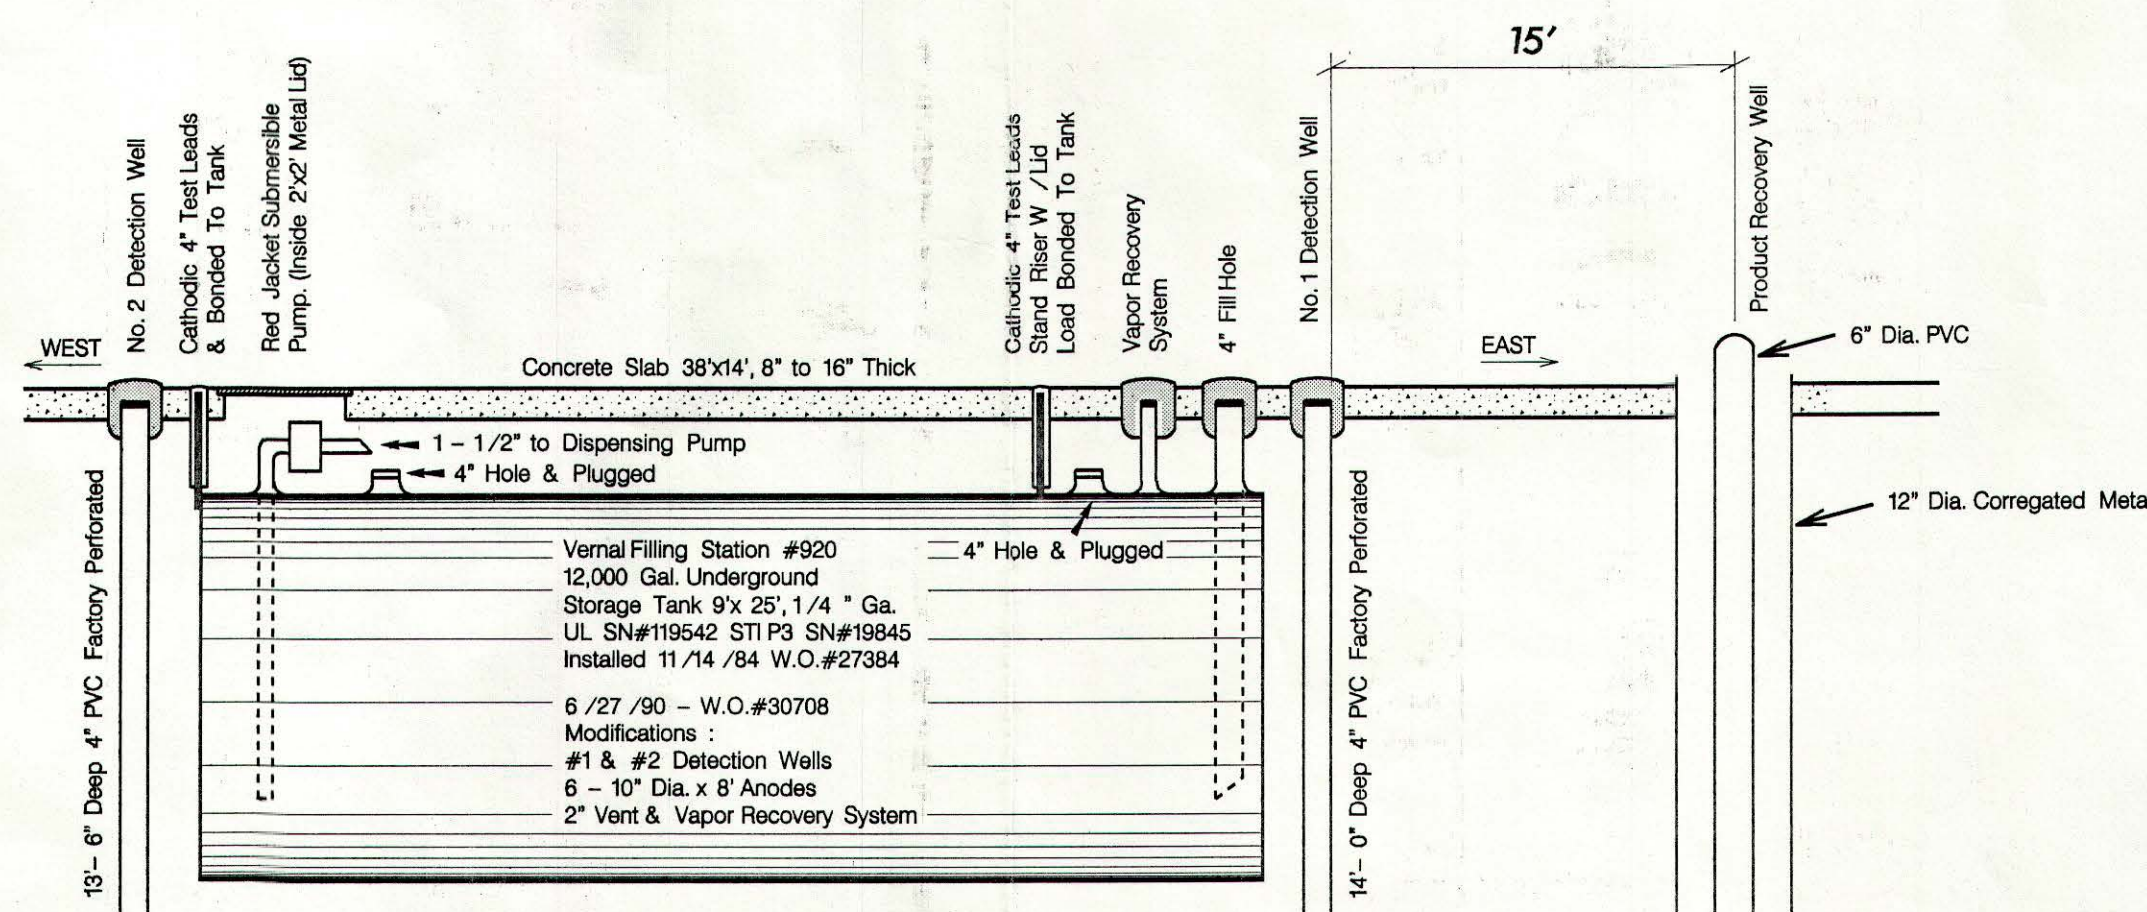 15'
WEST
No. 2 Detection Well
Cathodic 4" Test Leads
& Bonded To Tank
Red Jacket Submersible
Pump. (Inside 2'x2' Metal Lid)
Concrete Slab 38'x14', 8" to 16" Thick
Cathodic 4" Test Leads
Stand Riser W /Lid
Load Bonded To Tank
Vapor Recovery
System
4" Fill Hole
No. 1 Detection Well
EAST
Product Recovery Well
6" Dia. PVC
1 - 1/2" to Dispensing Pump
4" Hole & Plugged
13'- 6" Deep 4" PVC Factory Perforated
Vernal Filling Station #920
12,000 Gal. Underground
Storage Tank 9'x 25', 1/4 " Ga.
UL SN#119542 STI P3 SN#19845
Installed 11 /14 /84 W.O.#27384
6 /27 /90 - W.O.#30708
Modifications :
#1 & #2 Detection Wells
6 - 10" Dia. x 8' Anodes
2" Vent & Vapor Recovery System
4" Hole & Plugged
14'- 0" Deep 4" PVC Factory Perforated
12" Dia. Corregated Meta